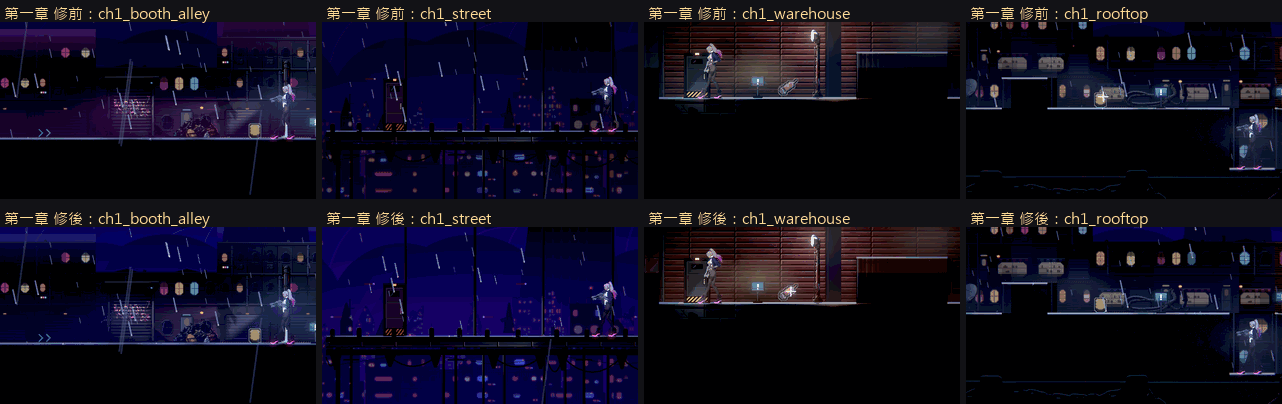 第一章 修前：ch1_booth_alley
第一章 修前：ch1_street
第一章 修前：ch1_warehouse
第一章 修前：ch1_rooftop
第一章 修後：ch1_booth_alley
第一章 修後：ch1_street
第一章 修後：ch1_warehouse
第一章 修後：ch1_rooftop